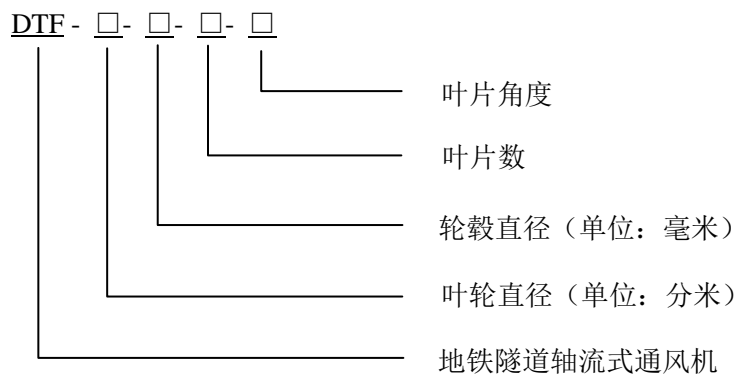 DTF - □- □- □- □
叶片角度
叶片数
轮毂直径（单位：毫米）
叶轮直径（单位：分米）
地铁隧道轴流式通风机